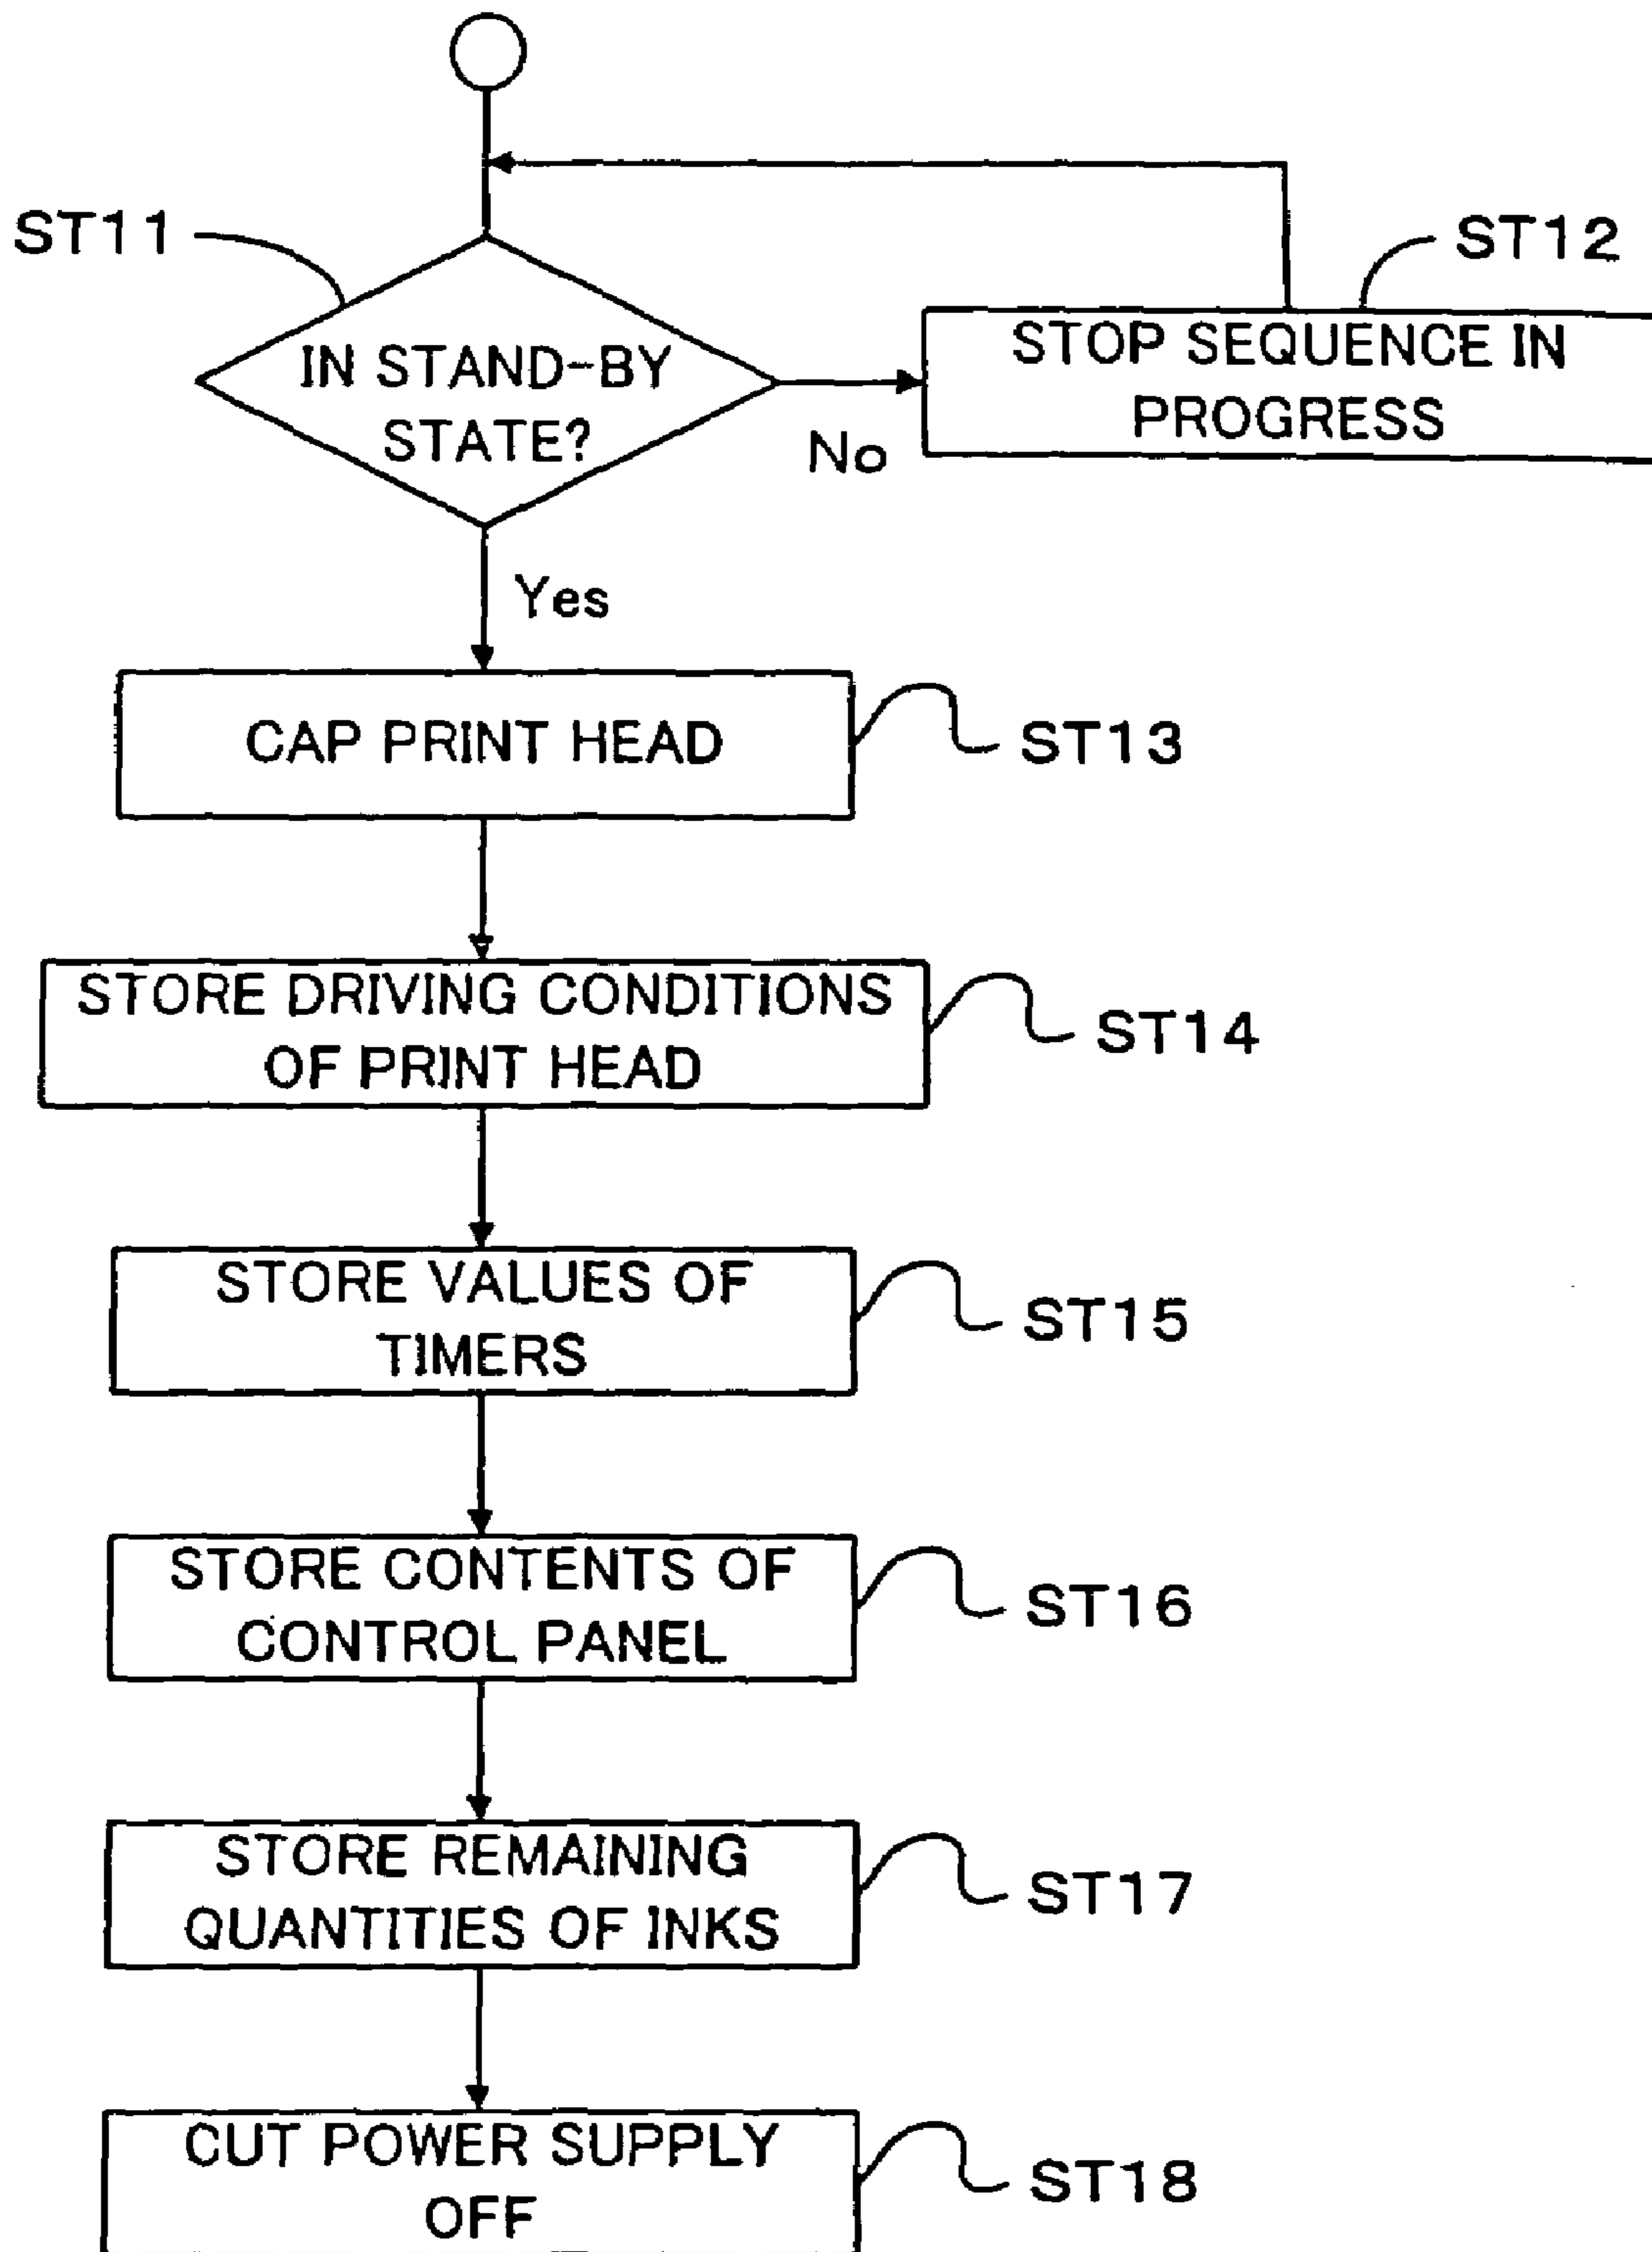 ST11
IN STAND-BY
STATE?
No
ST12
STOP SEQUENCE IN
PROGRESS
Yes
CAP PRINT HEAD
ST13
STORE DRIVING CONDITIONS
OF PRINT HEAD
ST14
STORE VALUES OF
TIMERS
ST15
STORE CONTENTS OF
CONTROL PANEL
ST16
STORE REMAINING
QUANTITIES OF INKS
ST17
CUT POWER SUPPLY
OFF
ST18